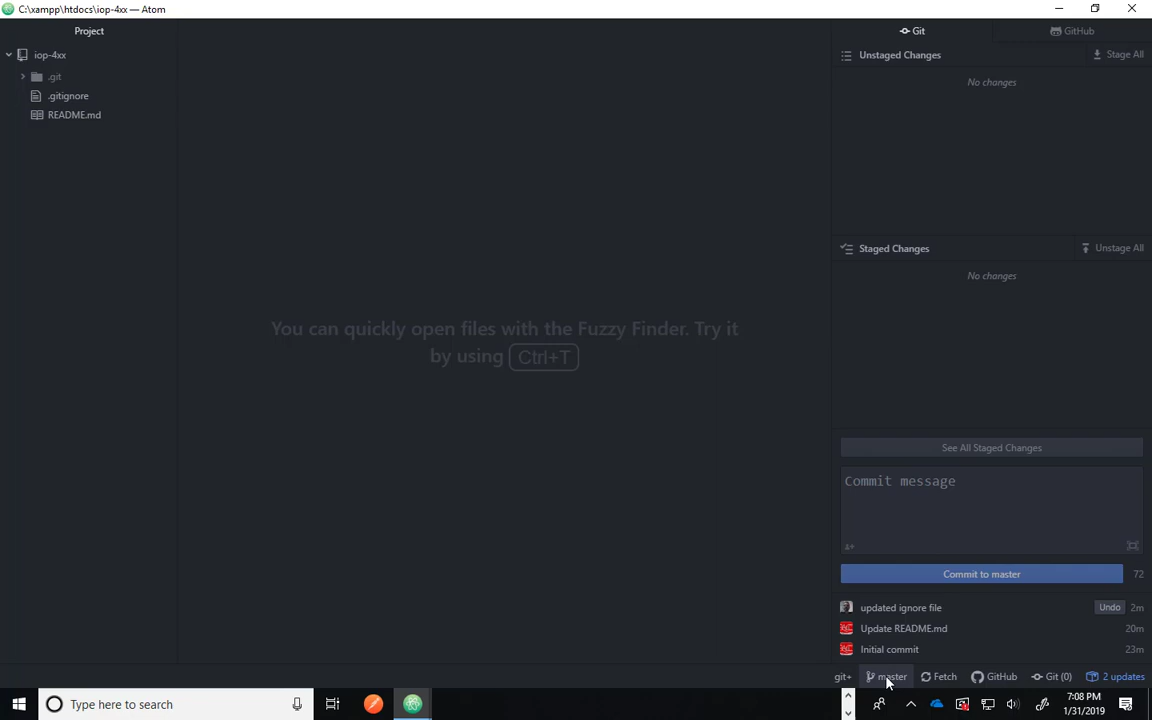 C:\xampp\htdocs\iop-4xx — Atom
Project
iop-4xx
.git
.gitignore
README.md
You can quickly open files with the Fuzzy Finder. Try it
by using Ctrl+T
Git
GitHub
Unstaged Changes
Stage All
No changes
Staged Changes
Unstage All
No changes
See All Staged Changes
Commit message
Commit to master
72
updated ignore file
Undo
2m
Update README.md
20m
Initial commit
23m
git+
master
Fetch
GitHub
Git (0)
2 updates
Type here to search
7:08 PM
1/31/2019